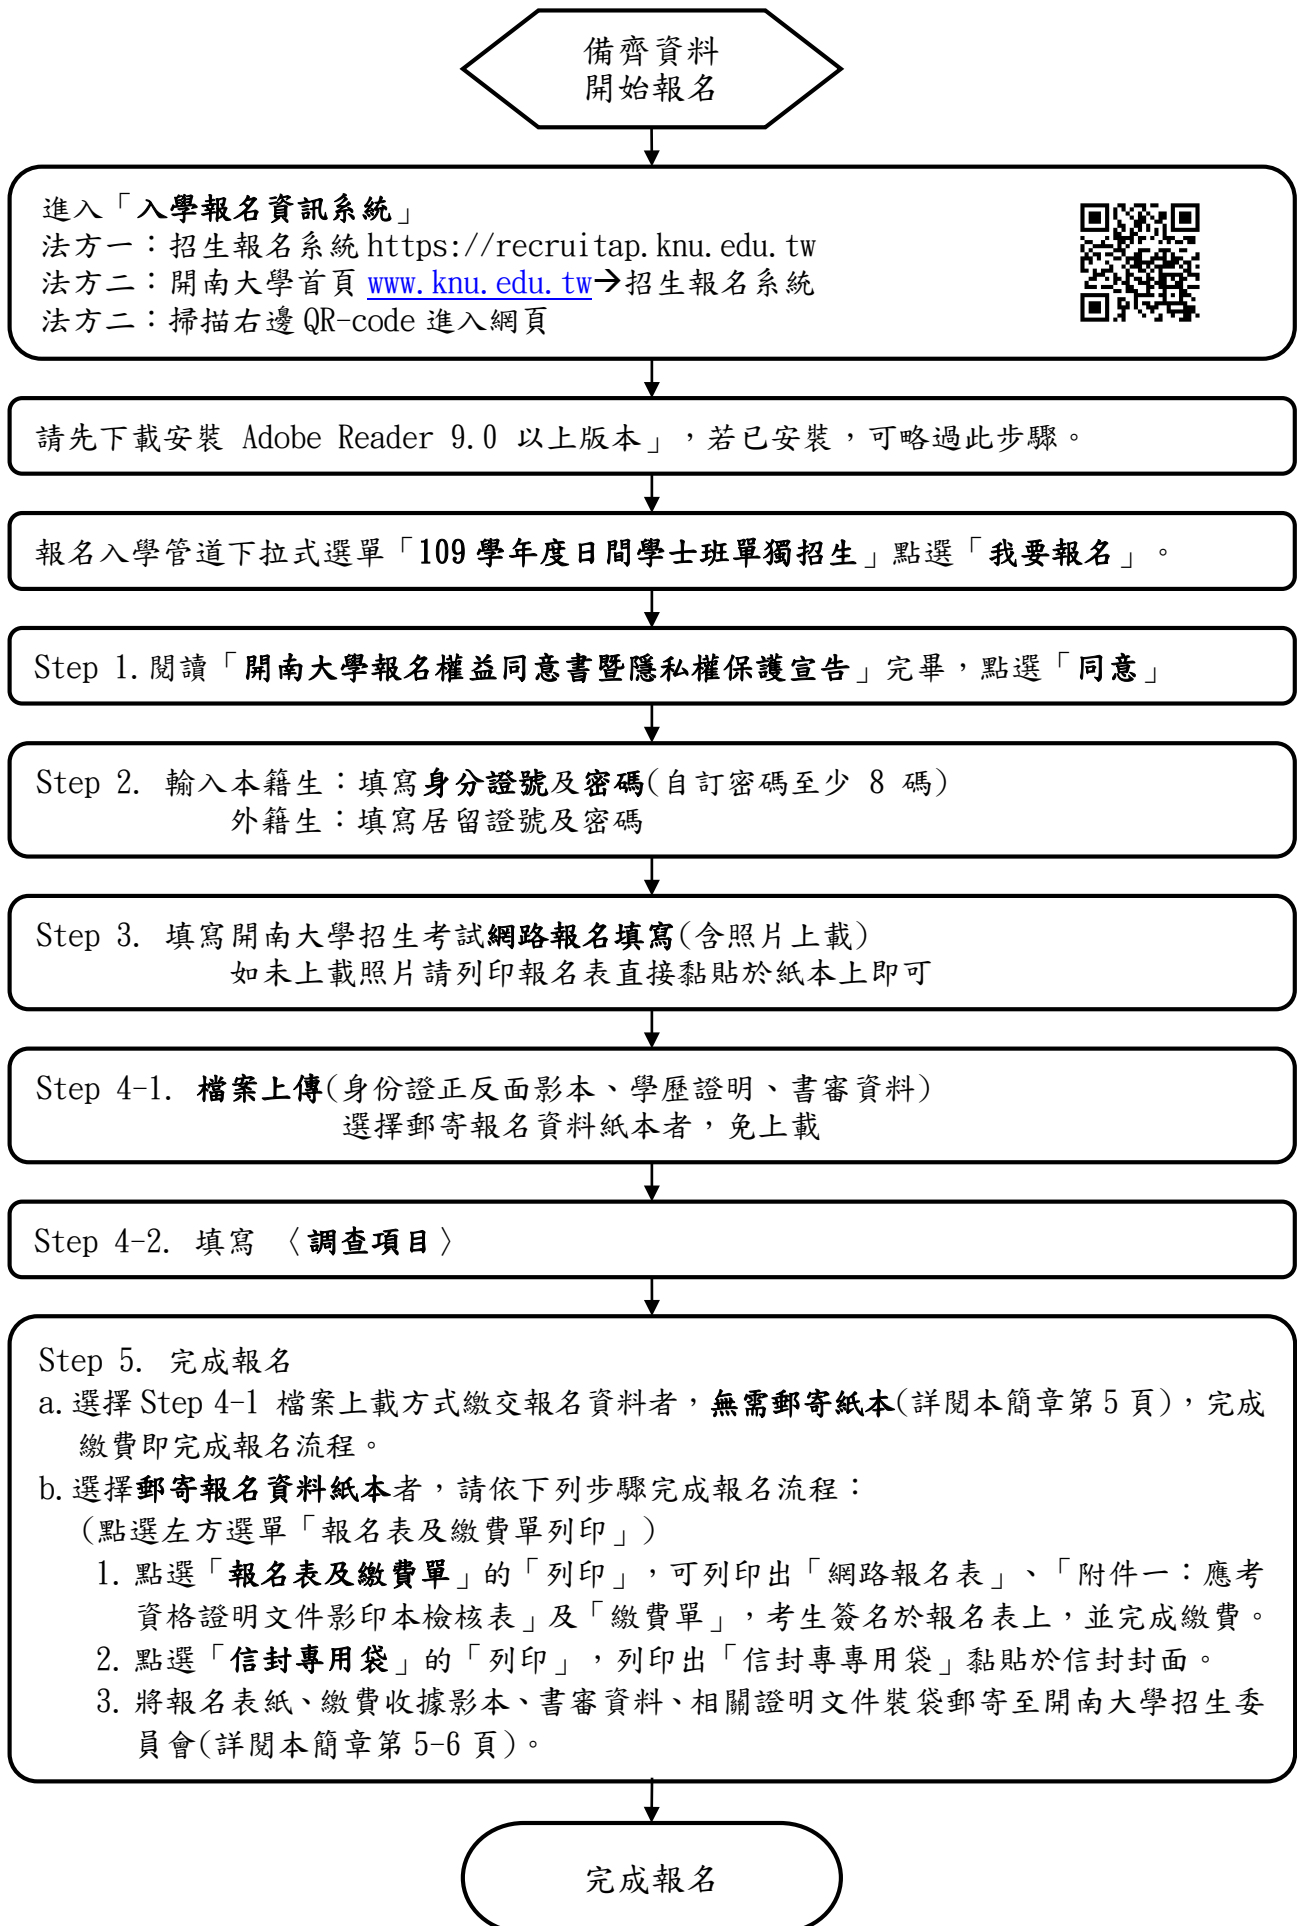 備齊資料
開始報名
進入「入學報名資訊系統」
法方一：招生報名系統 https://recruitap.knu.edu.tw
法方二：開南大學首頁 www.knu.edu.tw→招生報名系統
法方二：掃描右邊 QR-code 進入網頁
請先下載安裝 Adobe Reader 9.0 以上版本」，若已安裝，可略過此步驟。
報名入學管道下拉式選單「109 學年度日間學士班單獨招生」點選「我要報名」。
Step 1.閱讀「開南大學報名權益同意書暨隱私權保護宣告」完畢，點選「同意」
Step 2. 輸入本籍生：填寫身分證號及密碼(自訂密碼至少 8 碼)
外籍生：填寫居留證號及密碼
Step 3. 填寫開南大學招生考試網路報名填寫(含照片上載)
如未上載照片請列印報名表直接黏貼於紙本上即可
Step 4-1. 檔案上傳(身份證正反面影本、學歷證明、書審資料)
選擇郵寄報名資料紙本者，免上載
Step 4-2. 填寫 〈調查項目〉
Step 5. 完成報名
a.選擇 Step 4-1 檔案上載方式繳交報名資料者，無需郵寄紙本(詳閱本簡章第 5 頁)，完成
繳費即完成報名流程。
b.選擇郵寄報名資料紙本者，請依下列步驟完成報名流程：
(點選左方選單「報名表及繳費單列印」)
1. 點選「報名表及繳費單」的「列印」，可列印出「網路報名表」、「附件一：應考
資格證明文件影印本檢核表」及「繳費單」，考生簽名於報名表上，並完成繳費。
2. 點選「信封專用袋」的「列印」，列印出「信封專專用袋」黏貼於信封封面。
3. 將報名表紙、繳費收據影本、書審資料、相關證明文件裝袋郵寄至開南大學招生委
員會(詳閱本簡章第 5-6 頁)。
完成報名